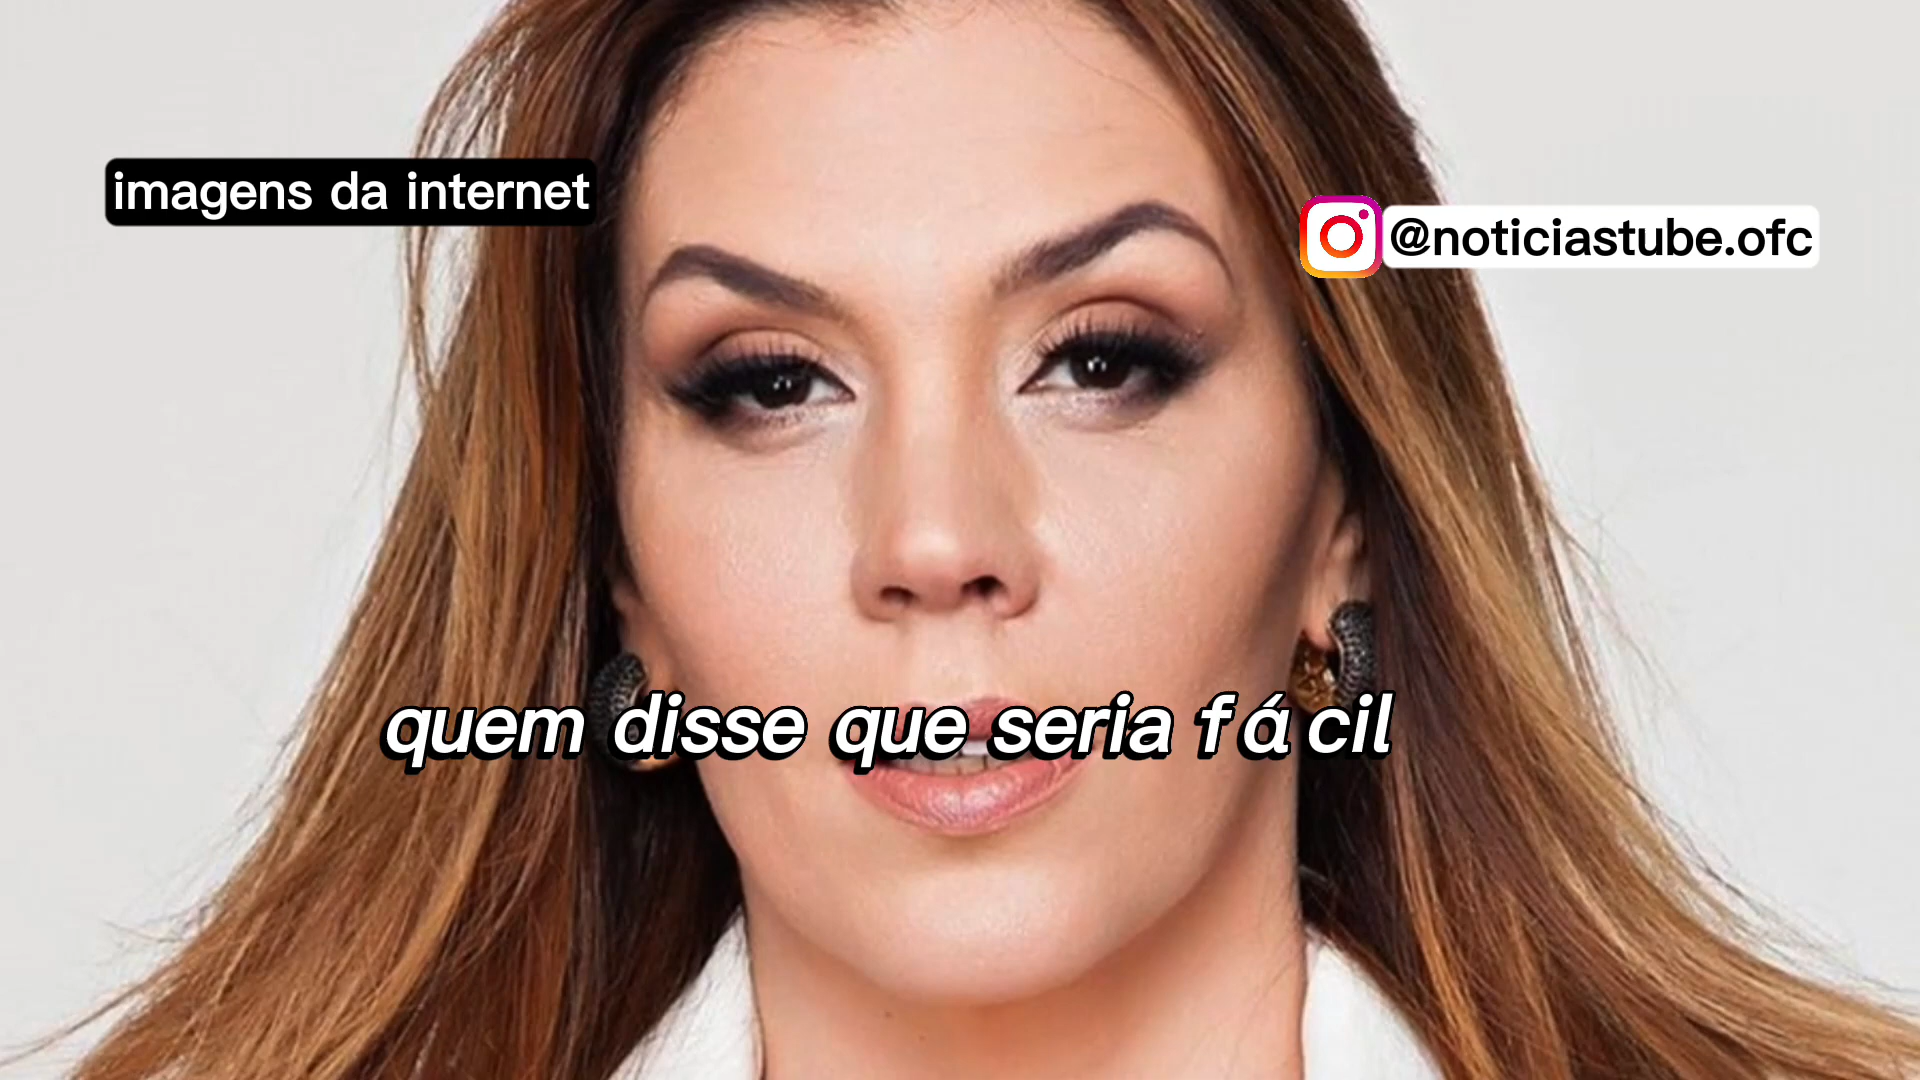 imagens da internet
@noticiastube.ofc
quem disse que seria fácil